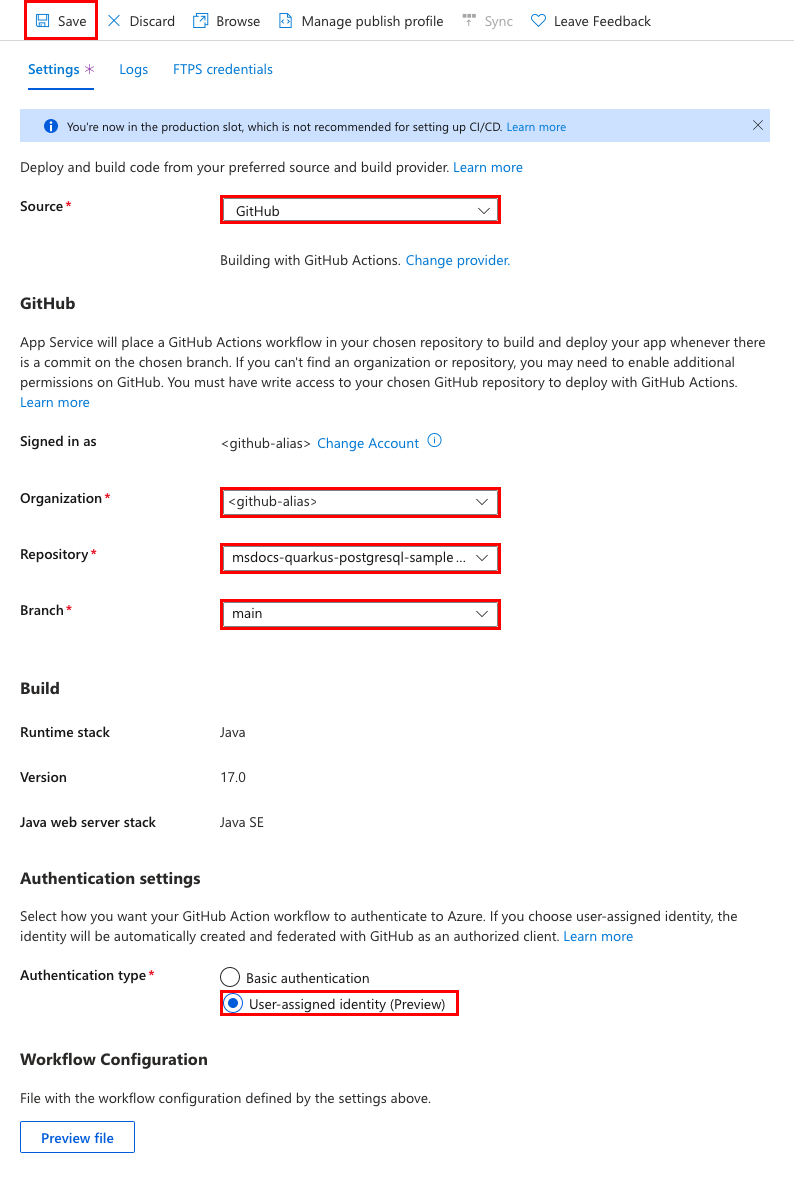 Save Discard Browse Manage publish profile Sync Leave Feedback
Settings * Logs FTPS credentials
You're now in the production slot, which is not recommended for setting up CI/CD. Learn more
Deploy and build code from your preferred source and build provider. Learn more
Source* GitHub
Building with GitHub Actions. Change provider.
GitHub
App Service will place a GitHub Actions workflow in your chosen repository to build and deploy your app whenever there
is a commit on the chosen branch. If you can't find an organization or repository, you may need to enable additional
permissions on GitHub. You must have write access to your chosen GitHub repository to deploy with GitHub Actions.
Learn more
Signed in as <github-alias> Change Account
Organization* <github-alias>
Repository* msdocs-quarkus-postgresql-sample ...
Branch* main
Build
Runtime stack Java
Version 17.0
Java web server stack Java SE
Authentication settings
Select how you want your GitHub Action workflow to authenticate to Azure. If you choose user-assigned identity, the
identity will be automatically created and federated with GitHub as an authorized client. Learn more
Authentication type* Basic authentication
User-assigned identity (Preview)
Workflow Configuration
File with the workflow configuration defined by the settings above.
Preview file